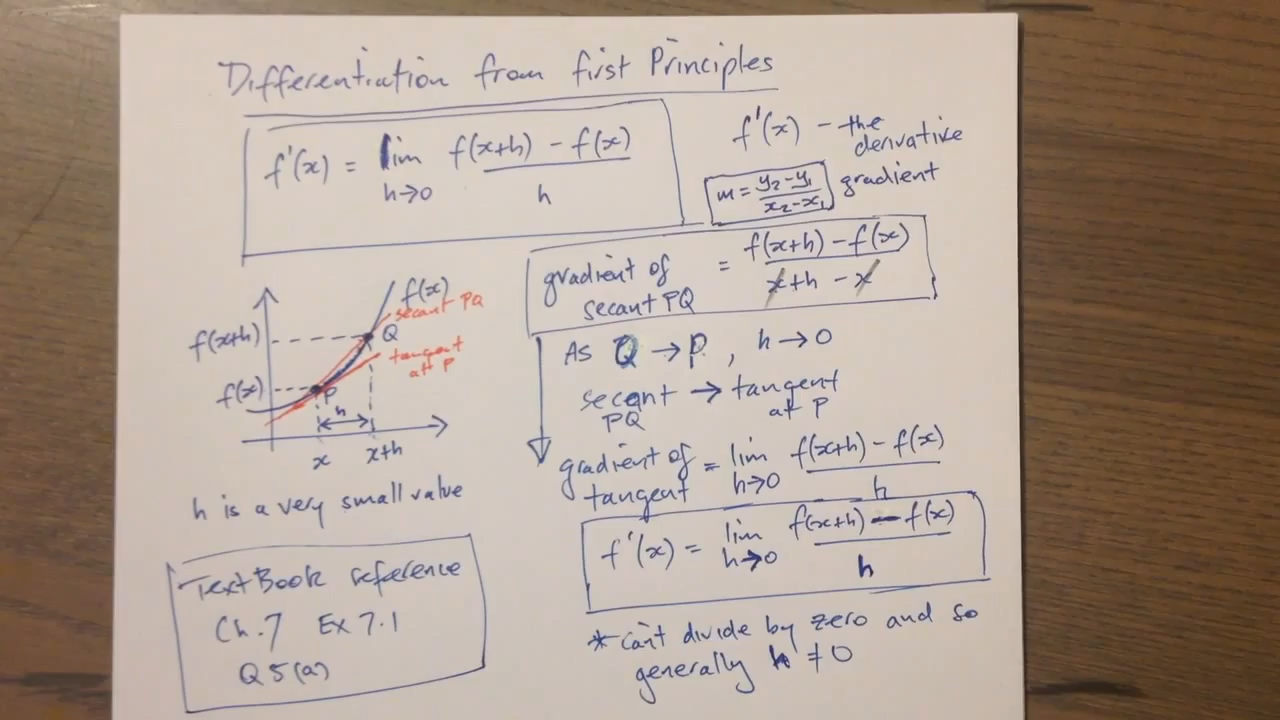 Differentiation from first Principles
f'(x) = lim h→0 f(x+h) - f(x) / h
f'(x) - the derivative
gradient
m = y₂-y₁ / x₂-x₁
gradient of secant PQ = f(x+h) - f(x) / x+h - x
f(x)
secant PQ
Q
tangent at P
f(x+h)
f(x)
P
h
x
x+h
As Q → P, h → 0
secant PQ → tangent at P
gradient of tangent = lim h→0 f(x+h) - f(x) / h
f'(x) = lim h→0 f(x+h) - f(x) / h
* can't divide by zero and so
generally h ≠ 0
h is a very small value
TextBook reference
Ch.7 Ex 7.1
Q 5(a)